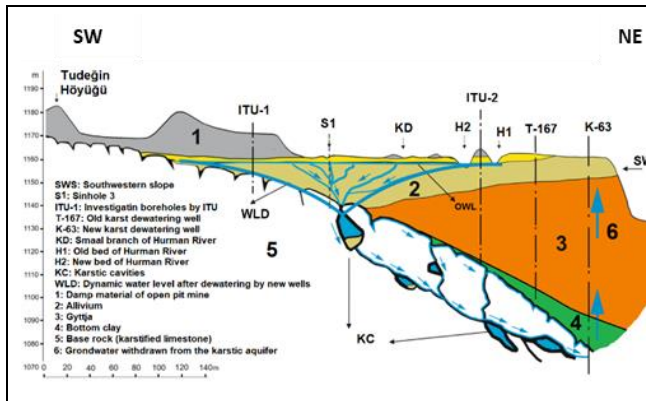 SW
NE
m
Tudeğin
Höyüğü
ITU-1
S1
KD
ITU-2
H2
H1
T-167
K-63
1190
1180
1170
1160
1150
1140
1130
1120
1110
1100
1090
1080
1070
1
2
3
4
5
6
SW
WLD
OWL
KC
SWS: Southwestern slope
S1: Sinhole 3
ITU-1: Investigatin boreholes by ITU
T-167: Old karst dewatering well
K-63: New karst dewatering well
KD: Smaal branch of Hurman River
H1: Old bed of Hurman River
H2: New bed of Hurman River
KC: Karstic cavities
WLD: Dynamic water level after dewatering by new wells
1: Damp material of open pit mine
2: Allivium
3: Gyttja
4: Bottom clay
5: Base rock (karstified limestone)
6: Grondwater withdrawn from the karstic aquifer
0 20 40 60 80 100 120 140m